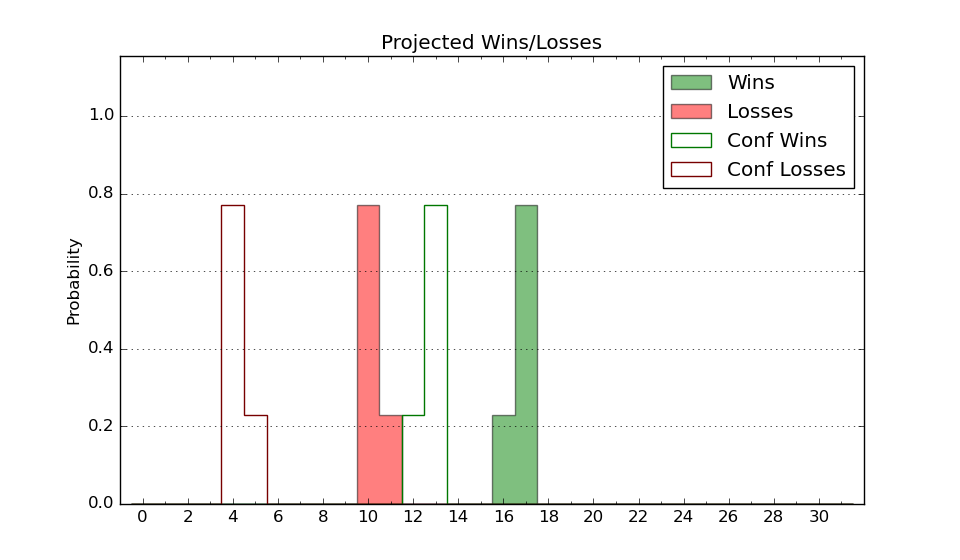 Projected Wins/Losses
Wins
Losses
Conf Wins
Conf Losses
Probability
1.0
0.8
0.6
0.4
0.2
0.0
0 2 4 6 8 10 12 14 16 18 20 22 24 26 28 30